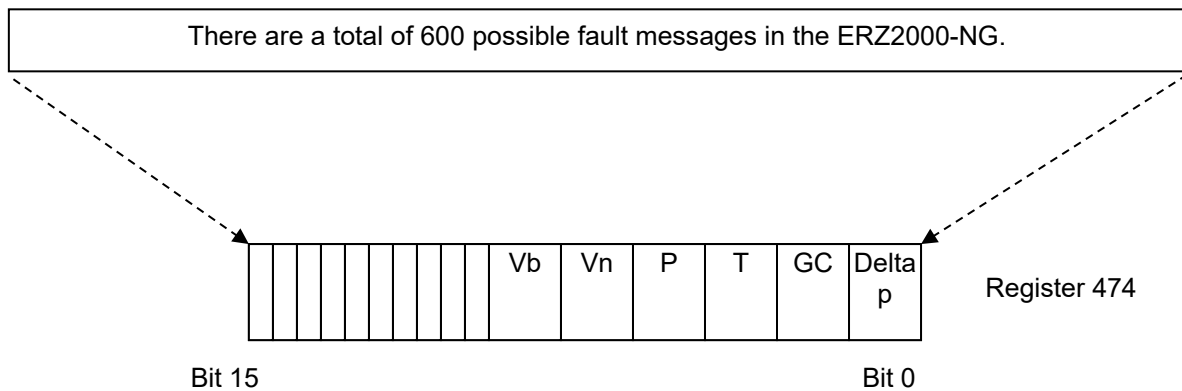 There are a total of 600 possible fault messages in the ERZ2000-NG.
Vb Vn P T GC Delta
p
Register 474
Bit 15 Bit 0